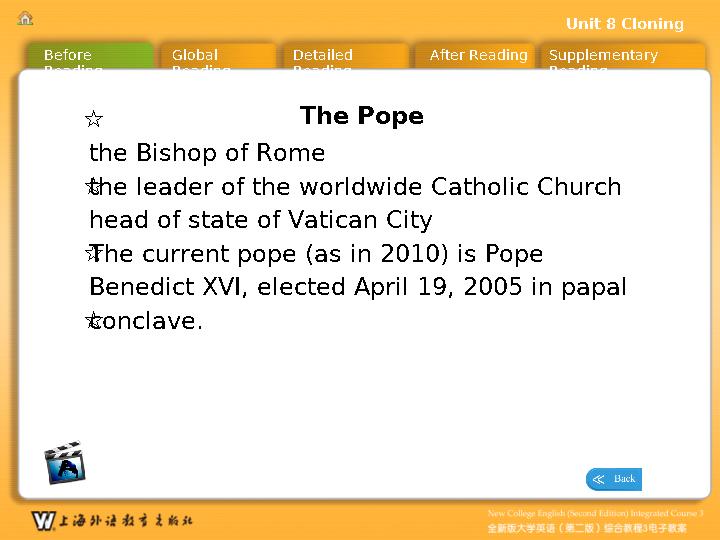 Unit 8 Cloning
Before Reading
Global Reading
Detailed Reading
After Reading
Supplementary Reading
☆
The Pope
the Bishop of Rome
☆
the leader of the worldwide Catholic Church
head of state of Vatican City
☆
The current pope (as in 2010) is Pope
Benedict XVI, elected April 19, 2005 in papal
☆
conclave.
Back
W 上海外语教育出版社
New College English (Second Edition) Integrated Course 3
全新版大学英语（第二版）综合教程3电子教案